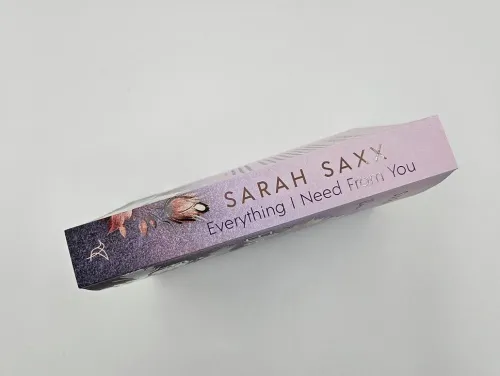 SARAH SAXX
Everything I Need From You